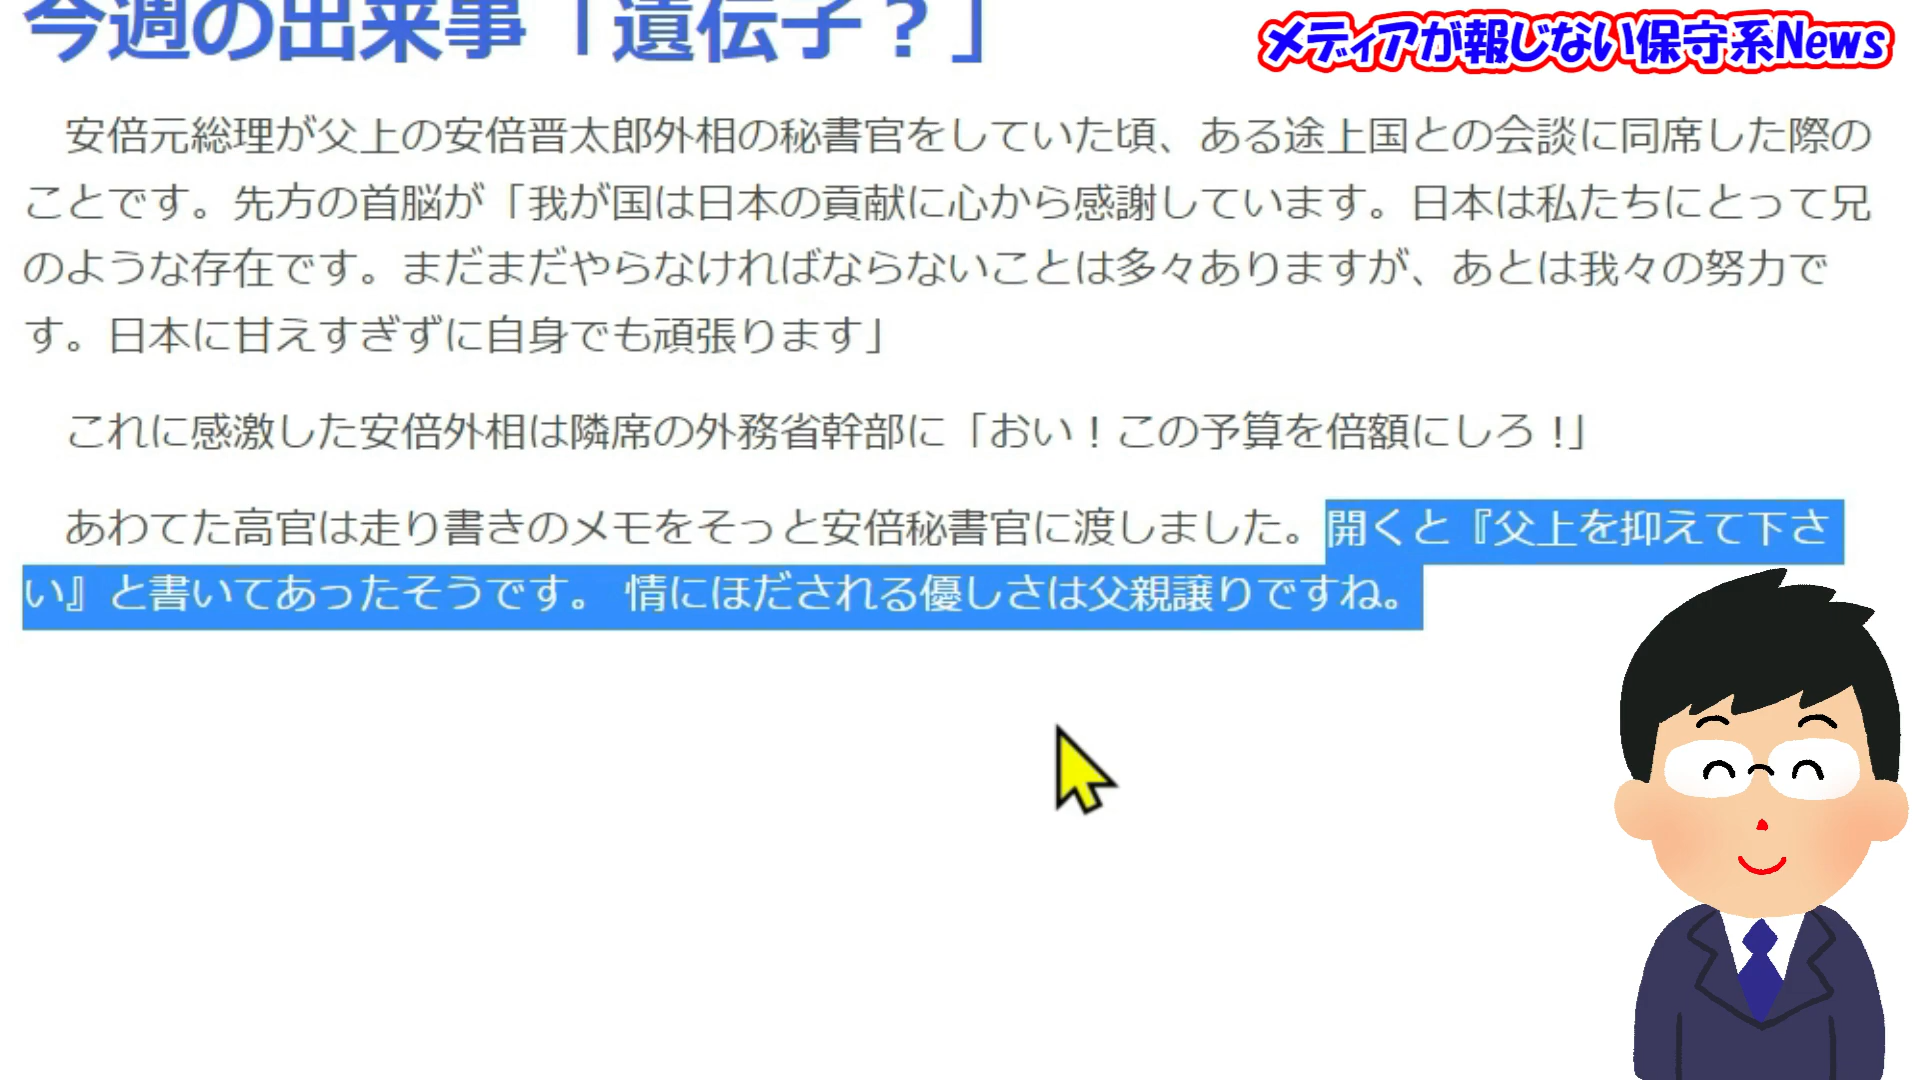 今週の出来事「遺伝子？」
メディアが報じない保守系News
安倍元総理が父上の安倍晋太郎外相の秘書官をしていた頃、ある途上国との会談に同席した際の
ことです。先方の首脳が「我が国は日本の貢献に心から感謝しています。日本は私たちにとって兄
のような存在です。まだまだやらなければならないことは多々ありますが、あとは我々の努力で
す。日本に甘えすぎずに自身でも頑張ります」
これに感激した安倍外相は隣席の外務省幹部に「おい！この予算を倍額にしろ！」
あわてた高官は走り書きのメモをそっと安倍秘書官に渡しました。開くと『父上を抑えて下さ
い』と書いてあったそうです。 情にほだされる優しさは父親譲りですね。